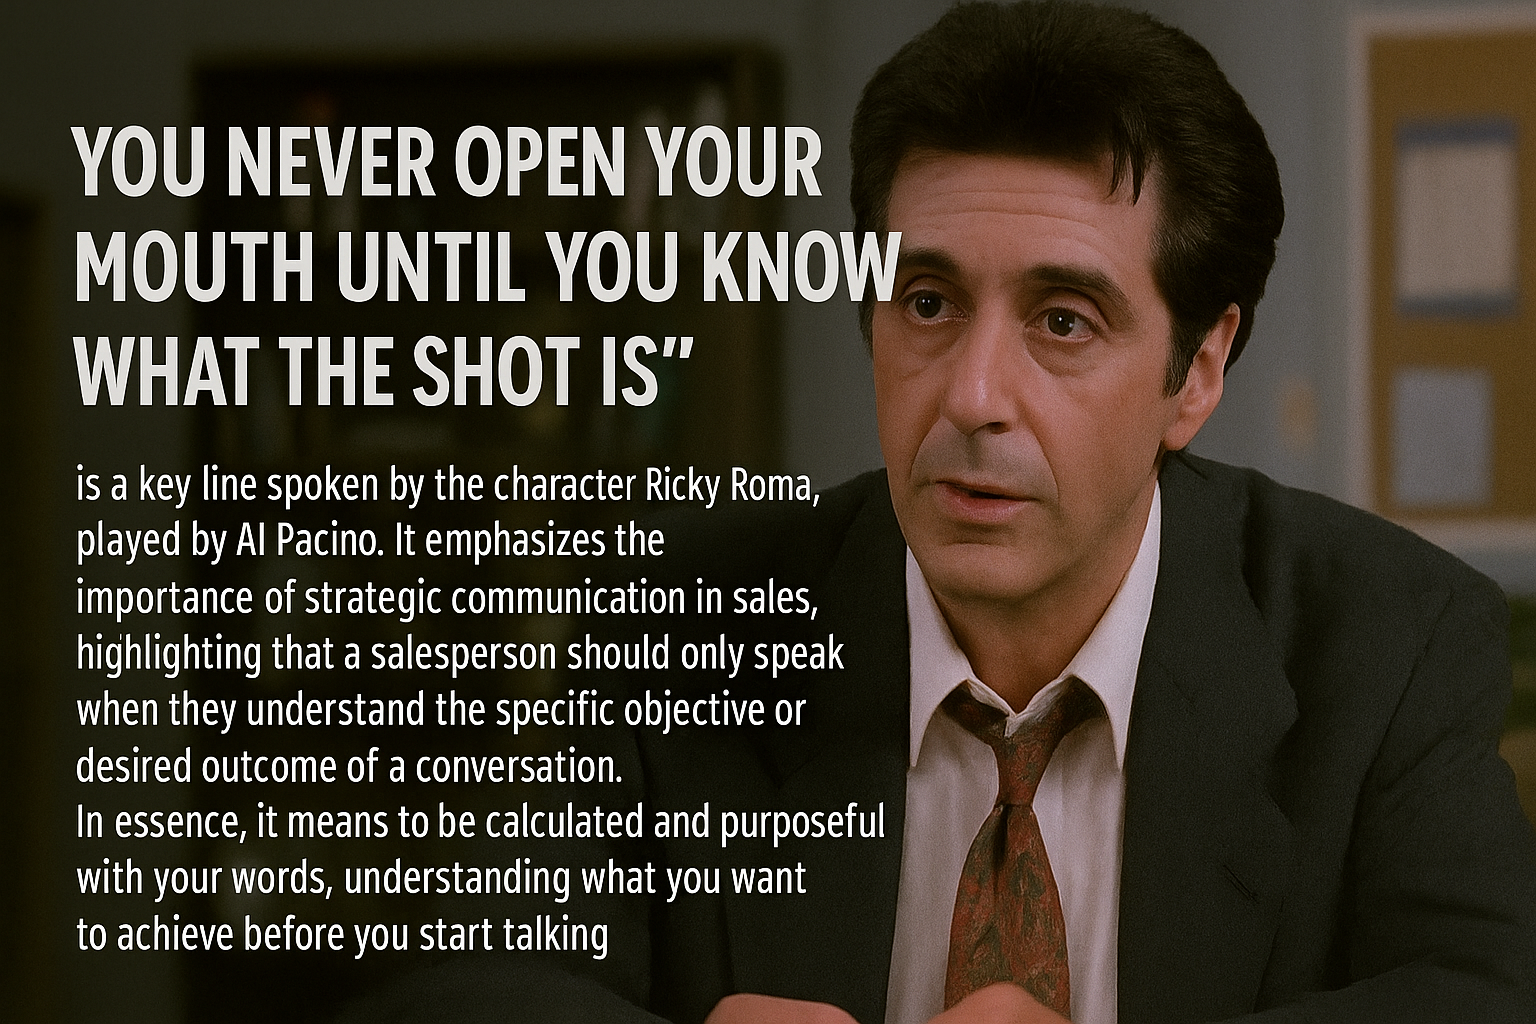 YOU NEVER OPEN YOUR
MOUTH UNTIL YOU KNOW
WHAT THE SHOT IS”
is a key line spoken by the character Ricky Roma,
played by Al Pacino. It emphasizes the
importance of strategic communication in sales,
highlighting that a salesperson should only speak
when they understand the specific objective or
desired outcome of a conversation.
In essence, it means to be calculated and purposeful
with your words, understanding what you want
to achieve before you start talking